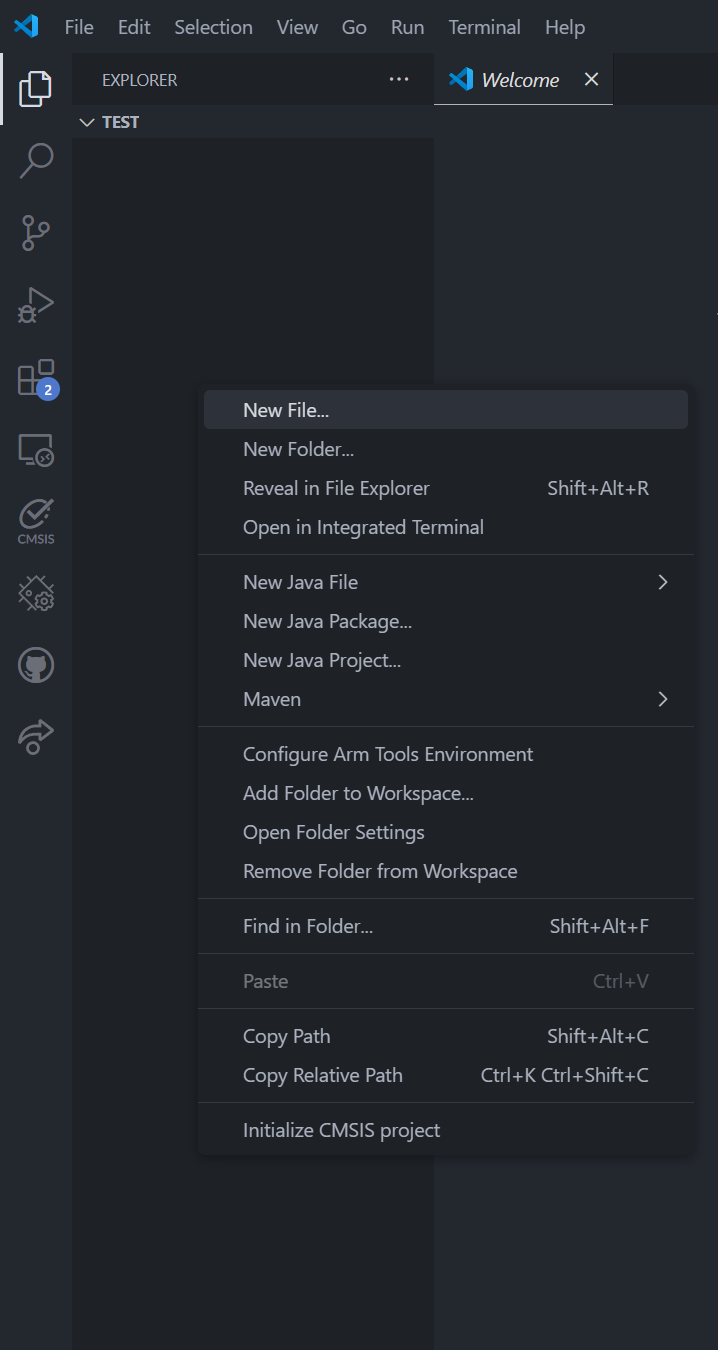 File Edit Selection View Go Run Terminal Help
EXPLORER ··· Welcome
TEST
2
CMSIS
New File...
New Folder...
Reveal in File Explorer Shift+Alt+R
Open in Integrated Terminal
New Java File
New Java Package...
New Java Project...
Maven
Configure Arm Tools Environment
Add Folder to Workspace...
Open Folder Settings
Remove Folder from Workspace
Find in Folder... Shift+Alt+F
Paste Ctrl+V
Copy Path Shift+Alt+C
Copy Relative Path Ctrl+K Ctrl+Shift+C
Initialize CMSIS project